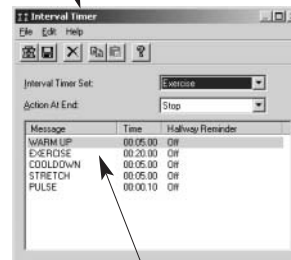 Interval Timer
File Edit Help
Interval Timer Set: Exercise
Action At End: Stop
Message Time Halfway Reminder
WARM UP 00:05.00 Off
EXERCISE 00:20.00 Off
COOLDOWN 00:05.00 Off
STRETCH 00:05.00 Off
PULSE 00:00.10 Off